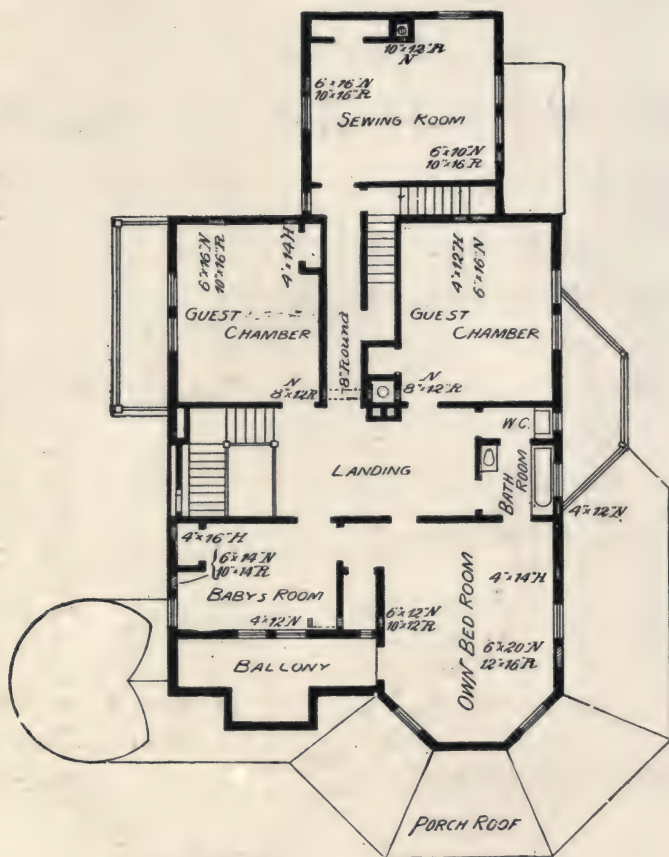 10"x12"R
N
6"x16"N
10"x16"R
SEWING ROOM
6"x10"N
10"x16"R
6"x16"N
10"x16"R
4"x14"H
GUEST
CHAMBER
8" Round
4"x12"H
6"x16"N
GUEST
CHAMBER
N
8"x12R
N
8"x12"R
W.C.
LANDING
BATH
ROOM
4"x12"N
4"x16"H
6"x14"N
10"x14"R
BABY'S ROOM
4"x12"N
6"x12"N
10"x12"R
OWN BED ROOM
4"x14"H
6"x20"N
12"x16"R
BALLONY
PORCH ROOF